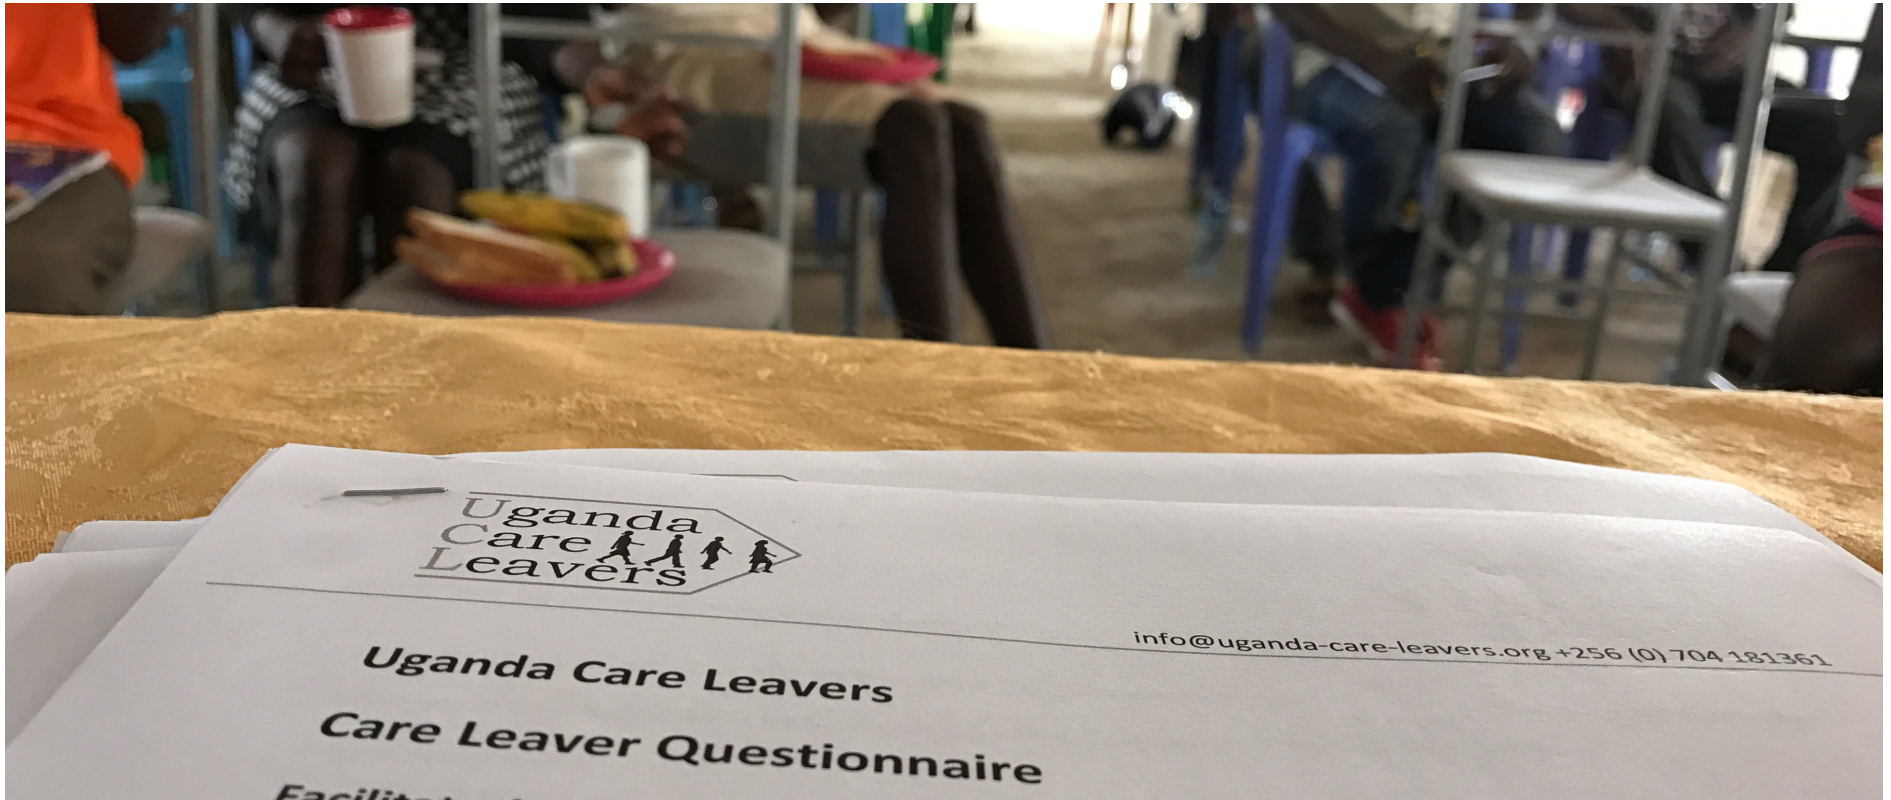 Uganda
Care
Leavers
info@uganda-care-leavers.org +256 (0) 704 181361
Uganda Care Leavers
Care Leaver Questionnaire